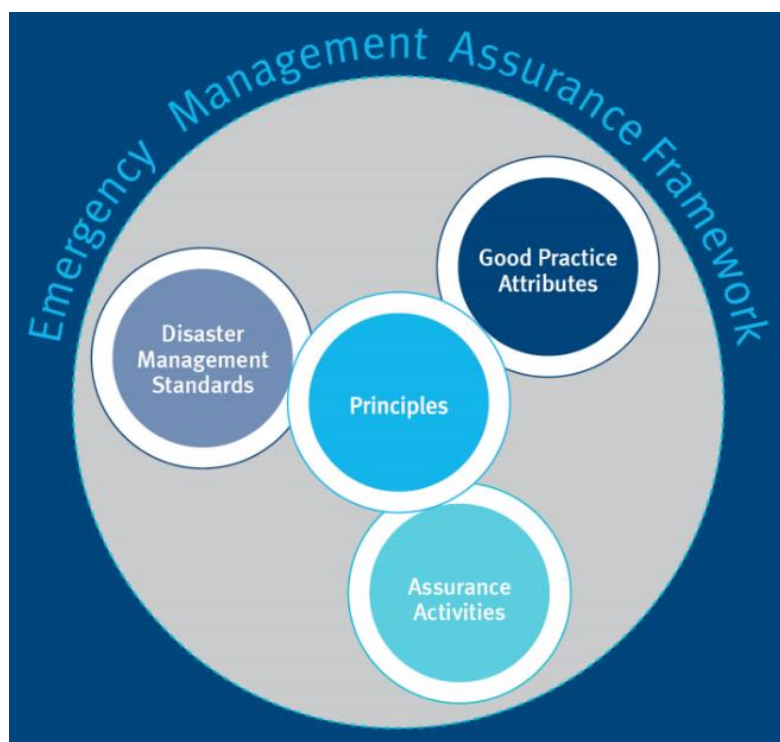 Emergency Management Assurance Framework
Good Practice
Attributes
Disaster
Management
Standards
Principles
Assurance
Activities